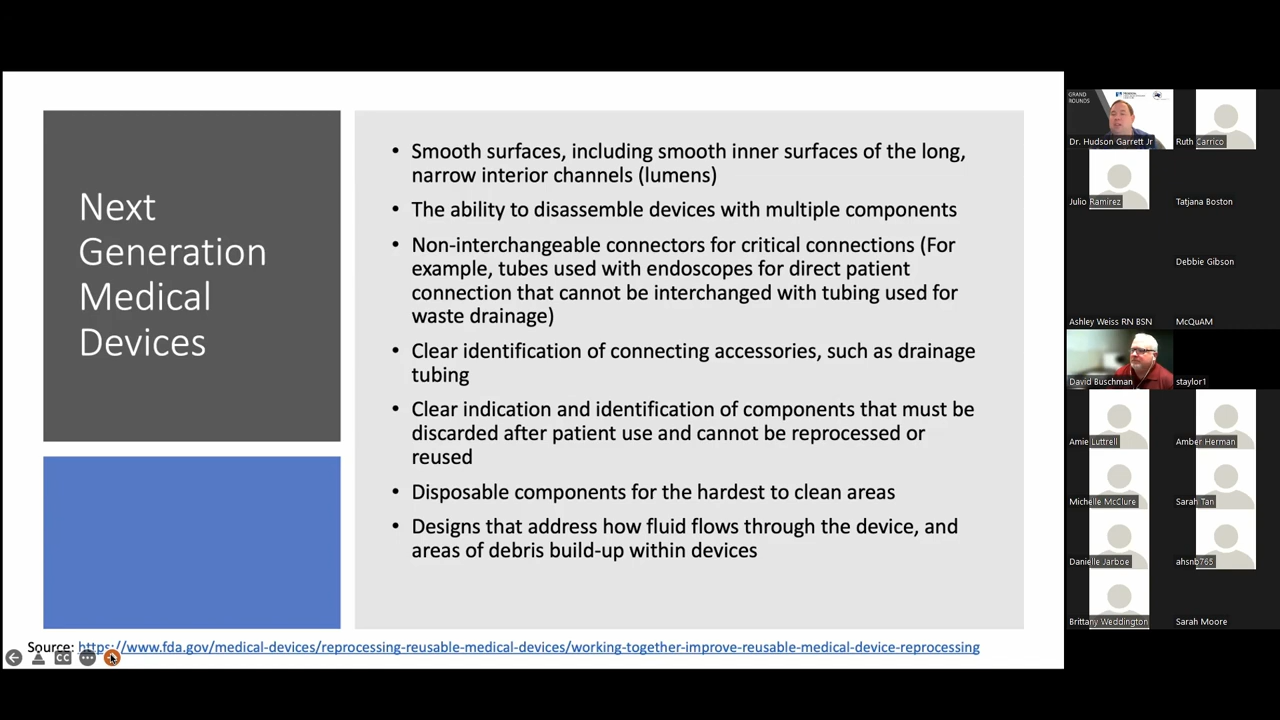 Next
Generation
Medical
Devices
• Smooth surfaces, including smooth inner surfaces of the long,
narrow interior channels (lumens)
• The ability to disassemble devices with multiple components
• Non-interchangeable connectors for critical connections (For
example, tubes used with endoscopes for direct patient
connection that cannot be interchanged with tubing used for
waste drainage)
• Clear identification of connecting accessories, such as drainage
tubing
• Clear indication and identification of components that must be
discarded after patient use and cannot be reprocessed or
reused
• Disposable components for the hardest to clean areas
• Designs that address how fluid flows through the device, and
areas of debris build-up within devices
Source: https://www.fda.gov/medical-devices/reprocessing-reusable-medical-devices/working-together-improve-reusable-medical-device-reprocessing
CC
GRAND
ROUNDS
Dr. Hudson Garrett Jr
Ruth Carrico
Julio Ramirez
Tatjana Boston
Debbie Gibson
Ashley Weiss RN BSN
McQuAM
David Buschman
staylor1
Amie Luttrell
Amber Herman
Michelle McClure
Sarah Tan
Danielle Jarboe
ahsnb765
Brittany Weddington
Sarah Moore